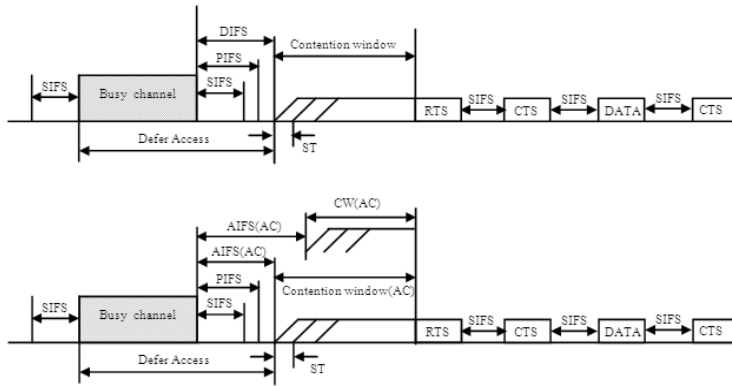 DIFS
Contention window
PIFS
SIFS
Busy channel
SIFS
RTS
SIFS
CTS
SIFS
DATA
SIFS
CTS
Defer Access
ST
CW(AC)
AIFS(AC)
AIFS(AC)
PIFS
Contention window(AC)
SIFS
Busy channel
SIFS
RTS
SIFS
CTS
SIFS
DATA
SIFS
CTS
Defer Access
ST